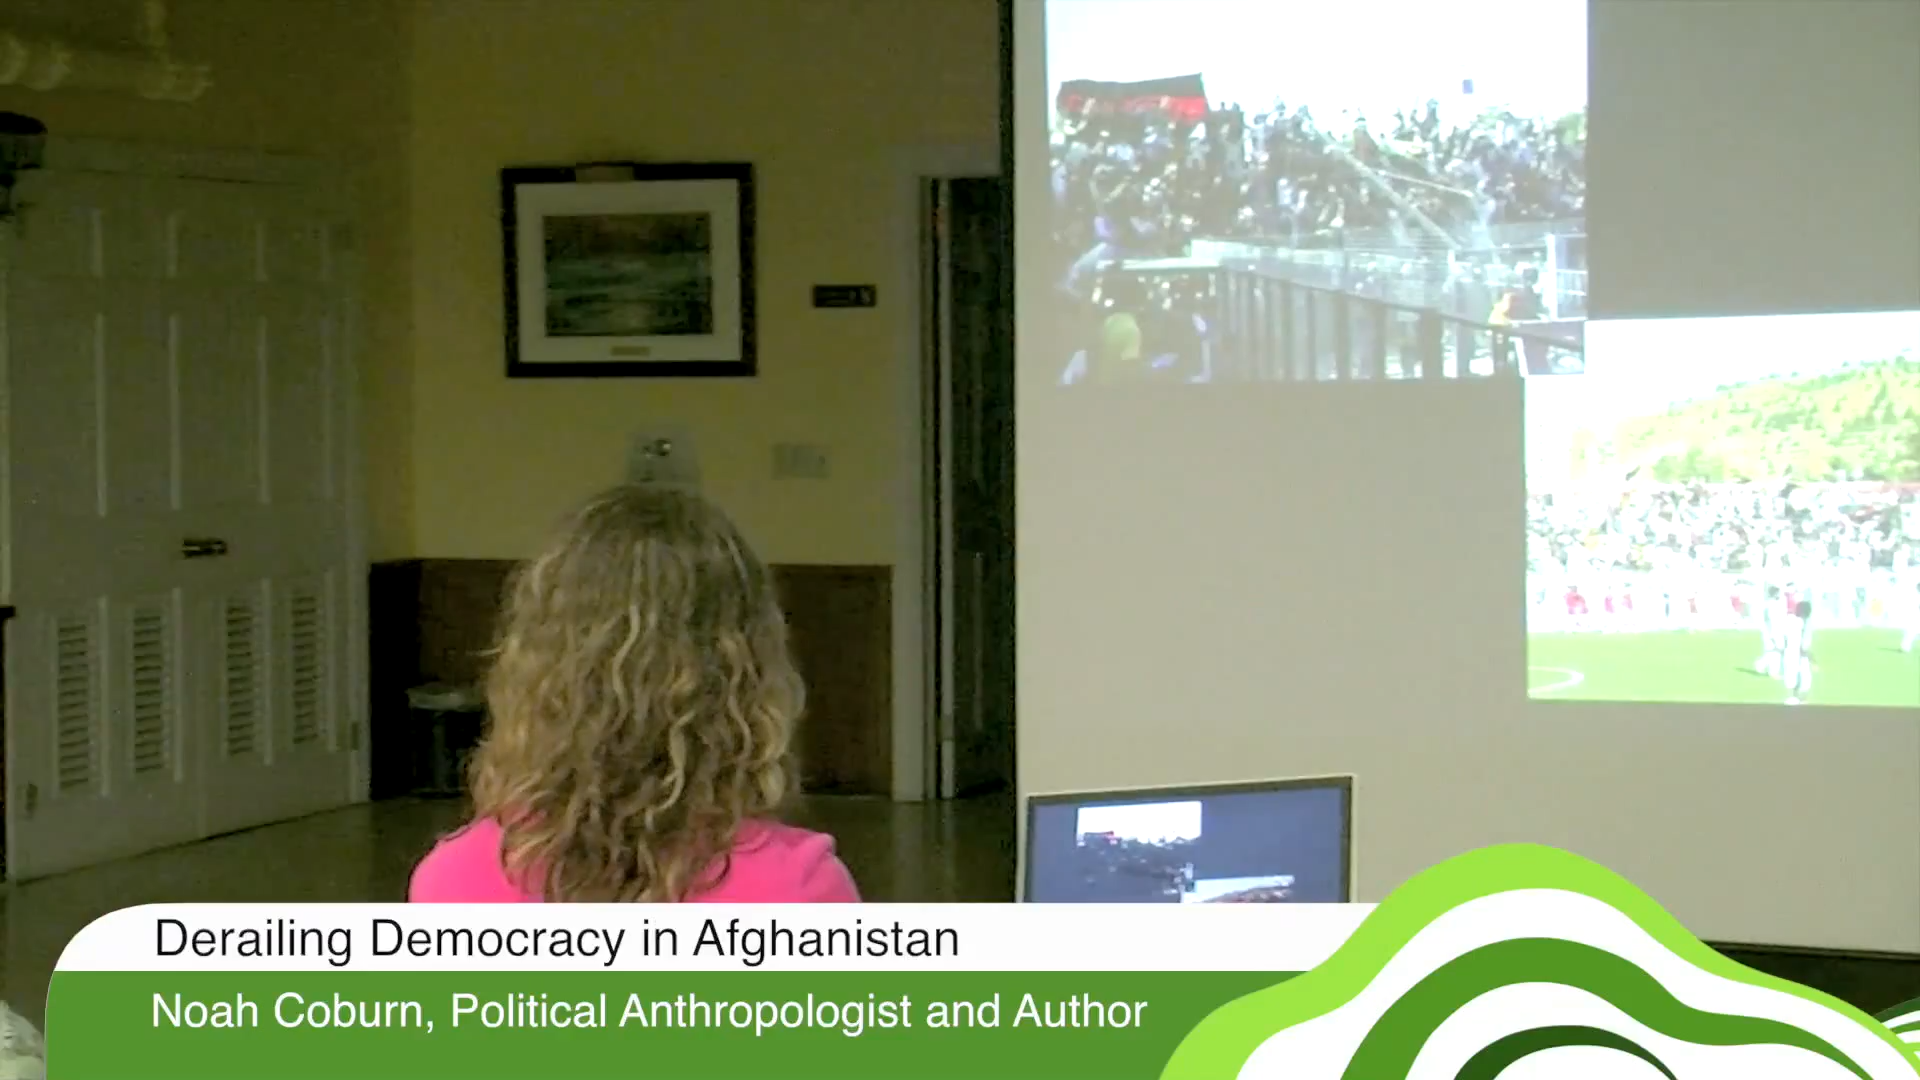 Derailing Democracy in Afghanistan
Noah Coburn, Political Anthropologist and Author